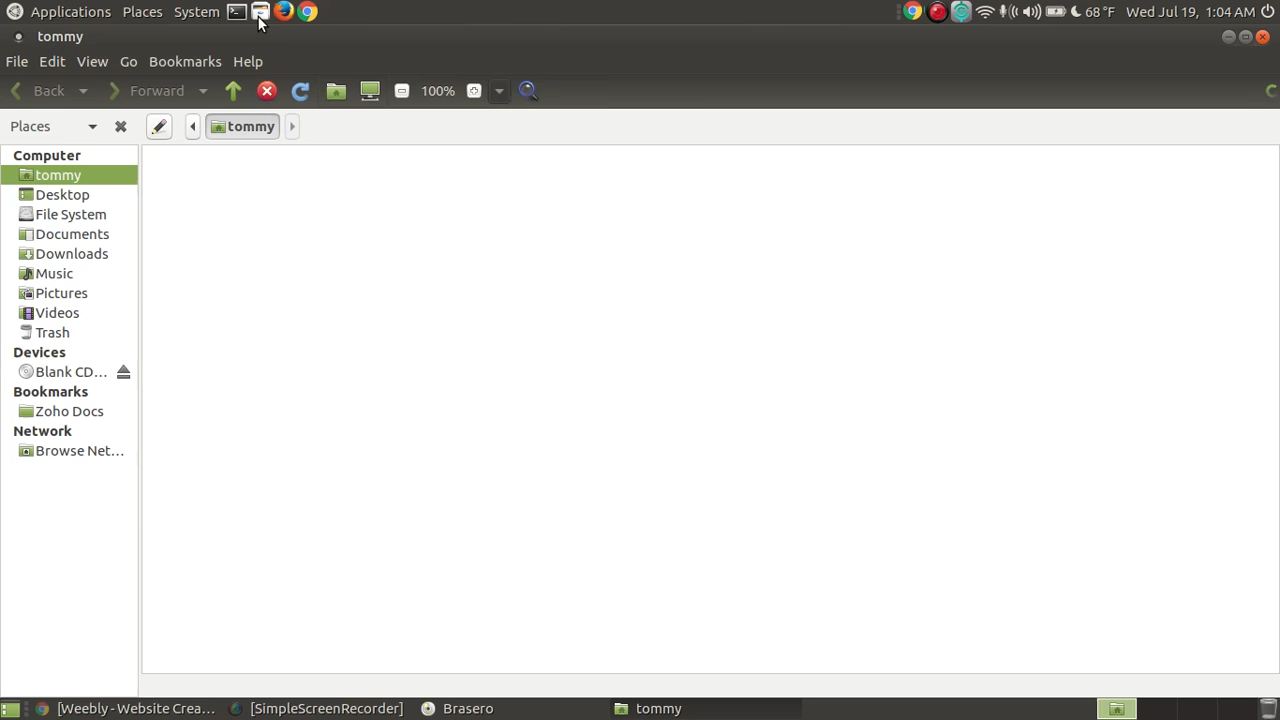 Applications Places System 68 °F Wed Jul 19, 1:04 AM
tommy
File Edit View Go Bookmarks Help
Back Forward 100%
Places tommy
Computer
tommy
Desktop
File System
Documents
Downloads
Music
Pictures
Videos
Trash
Devices
Blank CD...
Bookmarks
Zoho Docs
Network
Browse Net...
[Weebly - Website Crea... [SimpleScreenRecorder] Brasero tommy